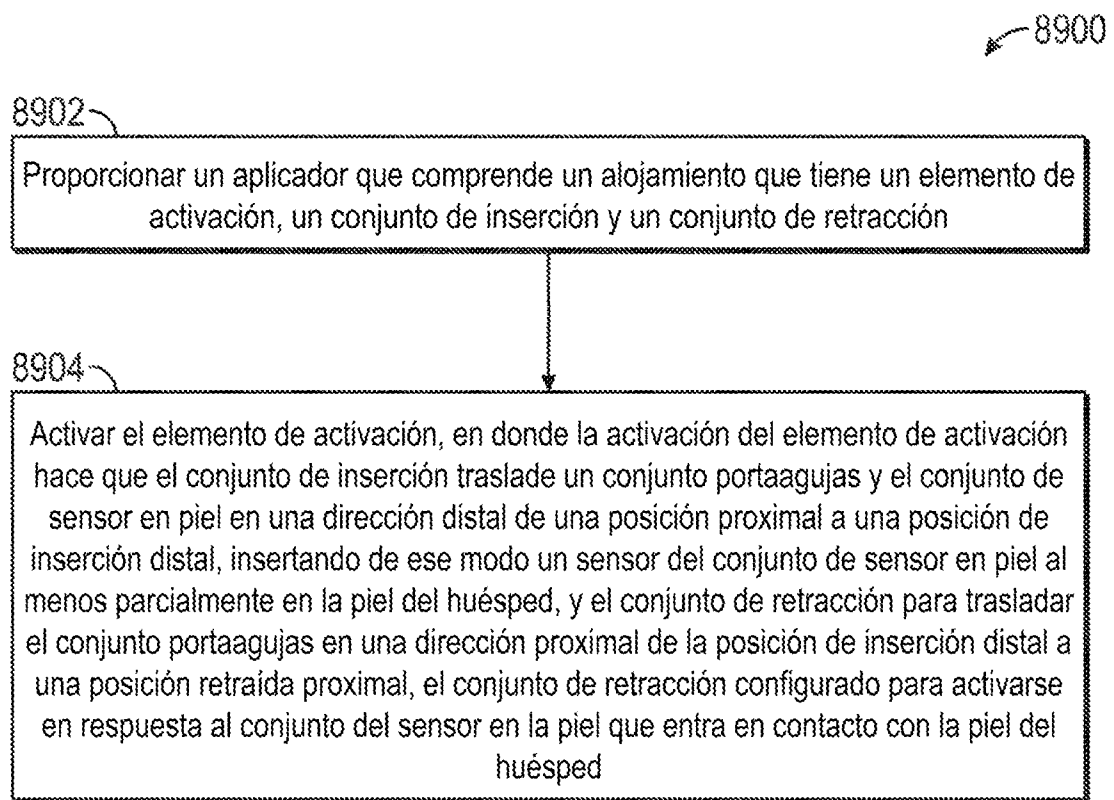 8900
8902
Proporcionar un aplicador que comprende un alojamiento que tiene un elemento de
activación, un conjunto de inserción y un conjunto de retracción
8904
Activar el elemento de activación, en donde la activación del elemento de activación
hace que el conjunto de inserción traslade un conjunto portaagujas y el conjunto de
sensor en piel en una dirección distal de una posición proximal a una posición de
inserción distal, insertando de ese modo un sensor del conjunto de sensor en piel al
menos parcialmente en la piel del huésped, y el conjunto de retracción para trasladar
el conjunto portaagujas en una dirección proximal de la posición de inserción distal a
una posición retraída proximal, el conjunto de retracción configurado para activarse
en respuesta al conjunto del sensor en la piel que entra en contacto con la piel del
huésped